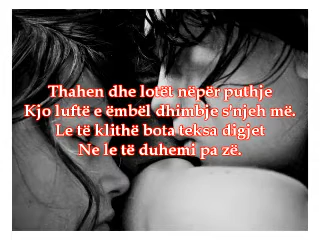 Thahen dhe lotët nëpër puthje
Kjo luftë e ëmbël dhimbje s'njeh më.
Le të klithë bota teksa digjet
Ne le të duhemi pa zë.